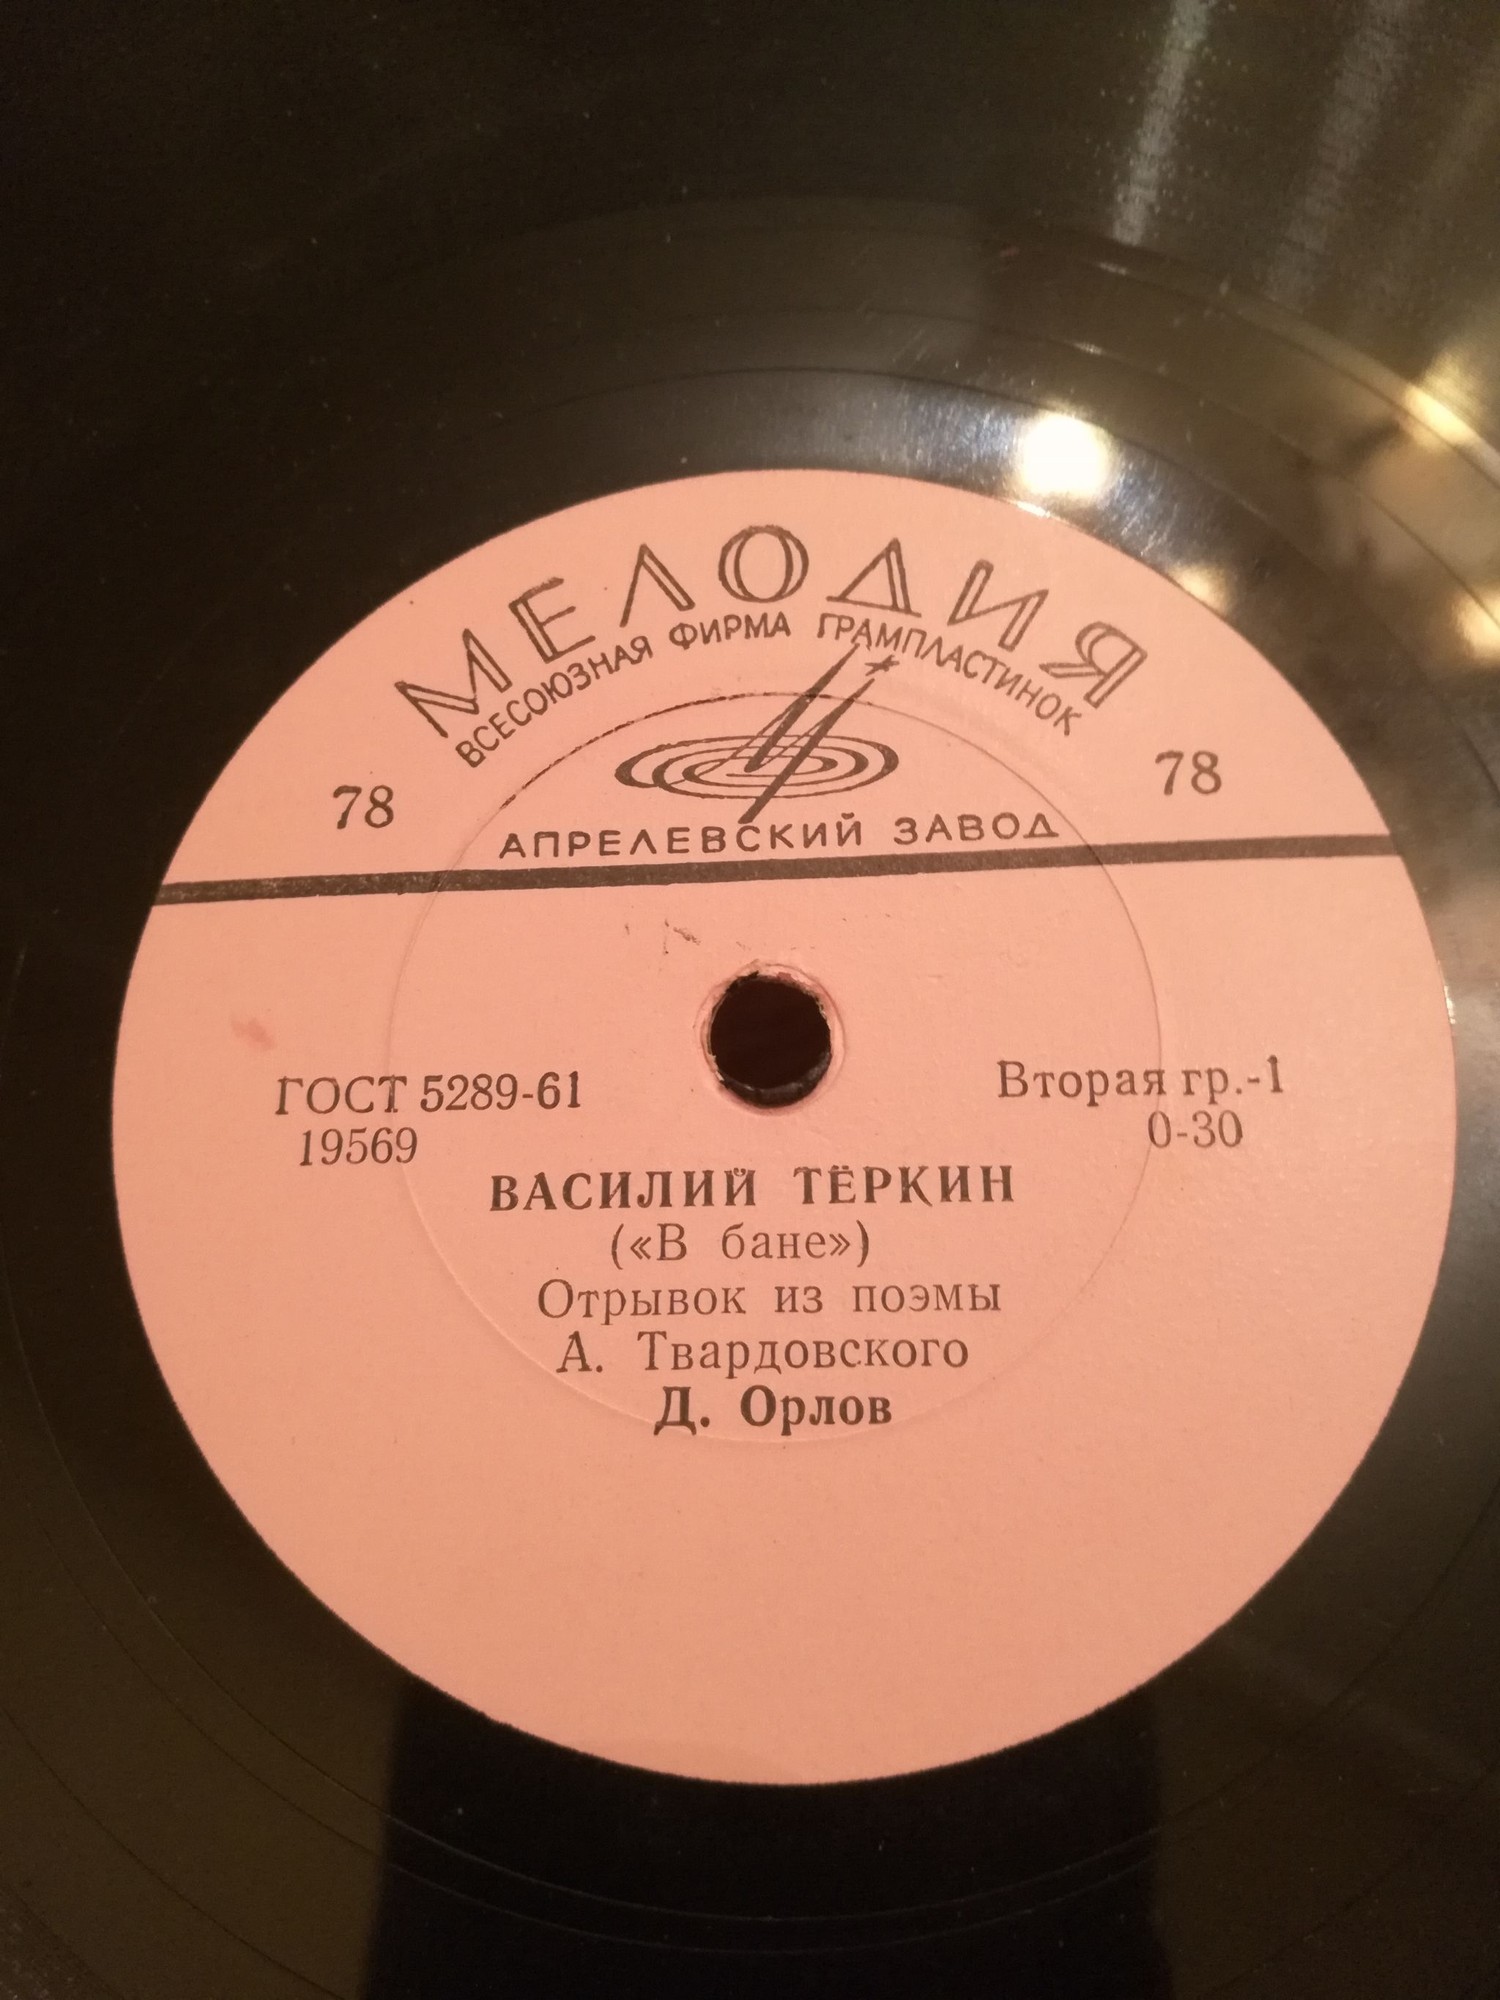 МЕЛОДИЯ
ВСЕСОЮЗНАЯ ФИРМА ГРАМПЛАСТИНОК
78 78
АПРЕЛЕВСКИЙ ЗАВОД
ГОСТ 5289-61 Вторая гр.-1
19569 0-30
ВАСИЛИЙ ТЁРКИН
(«В бане»)
Отрывок из поэмы
А. Твардовского
Д. Орлов